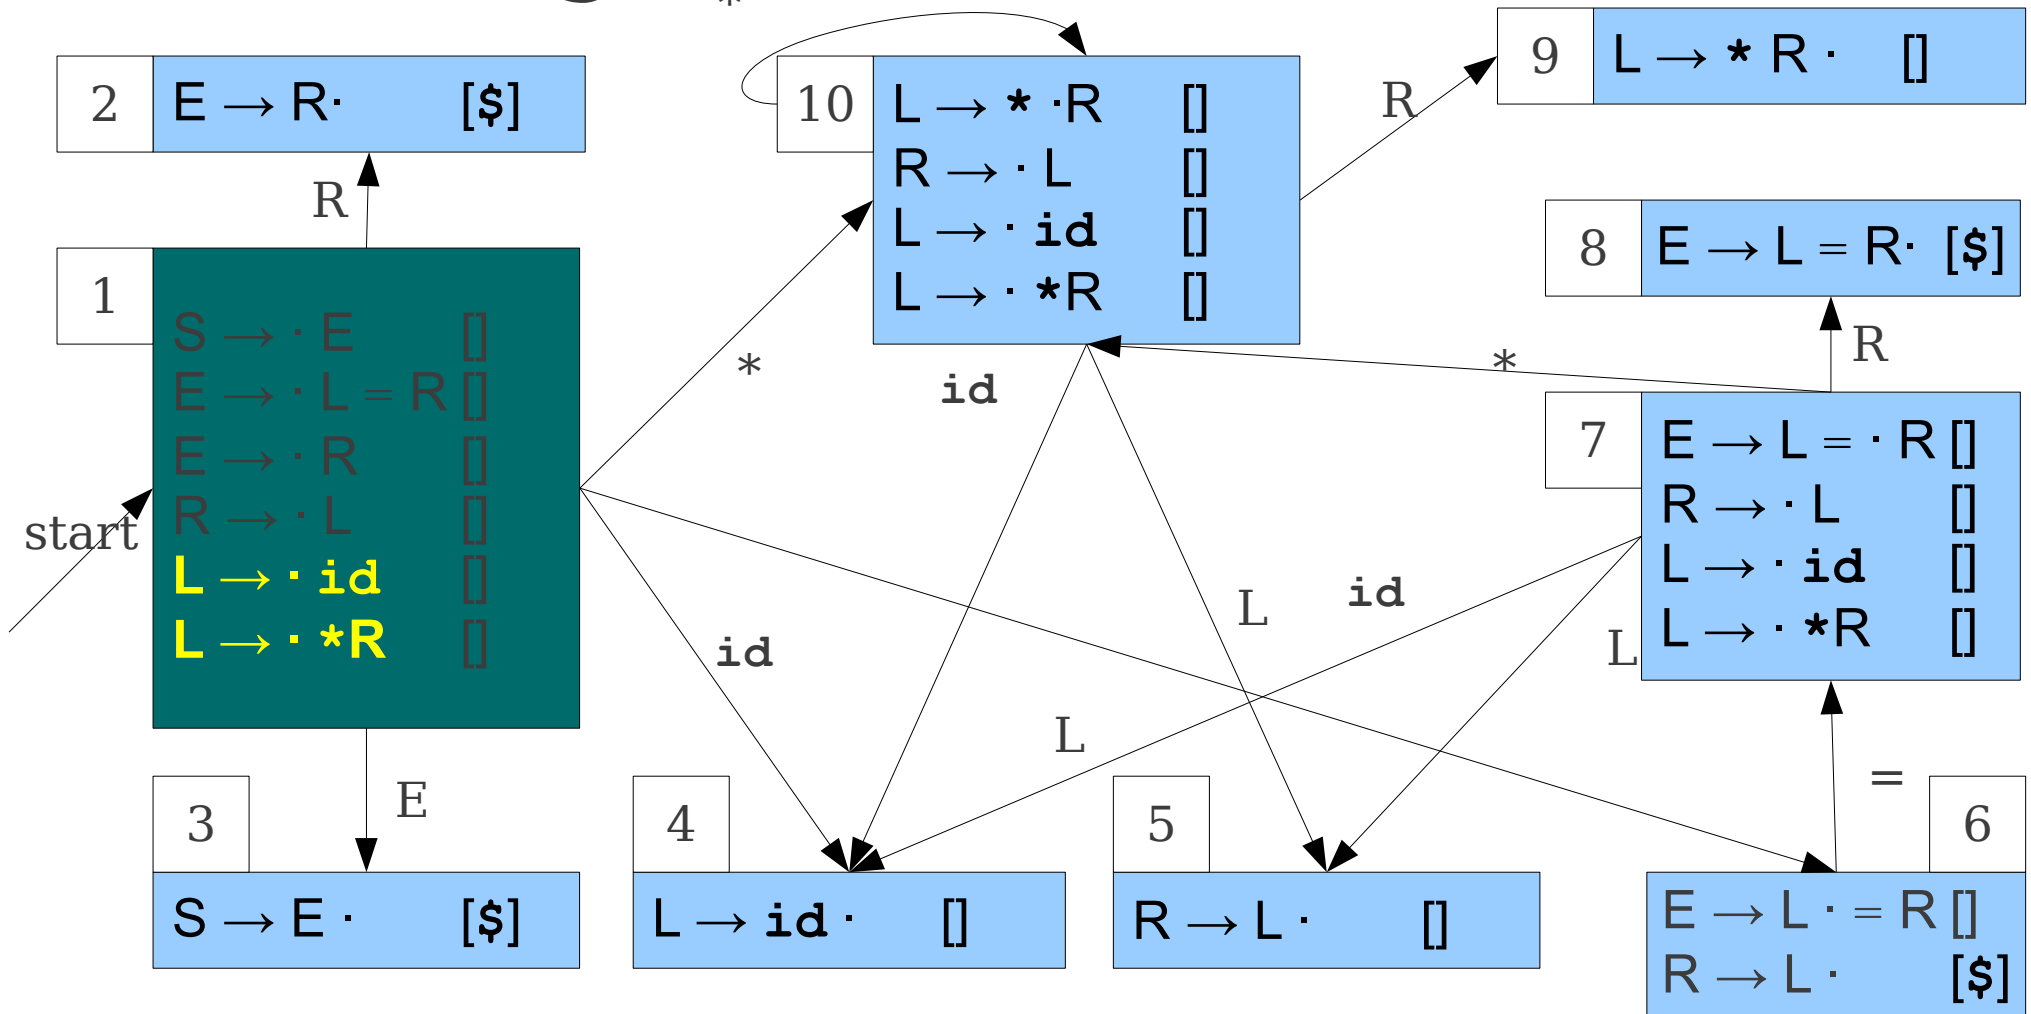 *
2
E → R· [$]
R
1
S → · E []
E → · L = R []
E → · R []
R → · L []
L → · id []
L → · *R []
start
E
3
S → E · [$]
10
L → * ·R []
R → · L []
L → · id []
L → · *R []
*
id
id
L
L
id
4
L → id · []
5
R → L · []
R
9
L → * R · []
8
E → L = R· [$]
R
*
7
E → L = · R []
R → · L []
L → · id []
L → · *R []
L
=
6
E → L · = R []
R → L · [$]